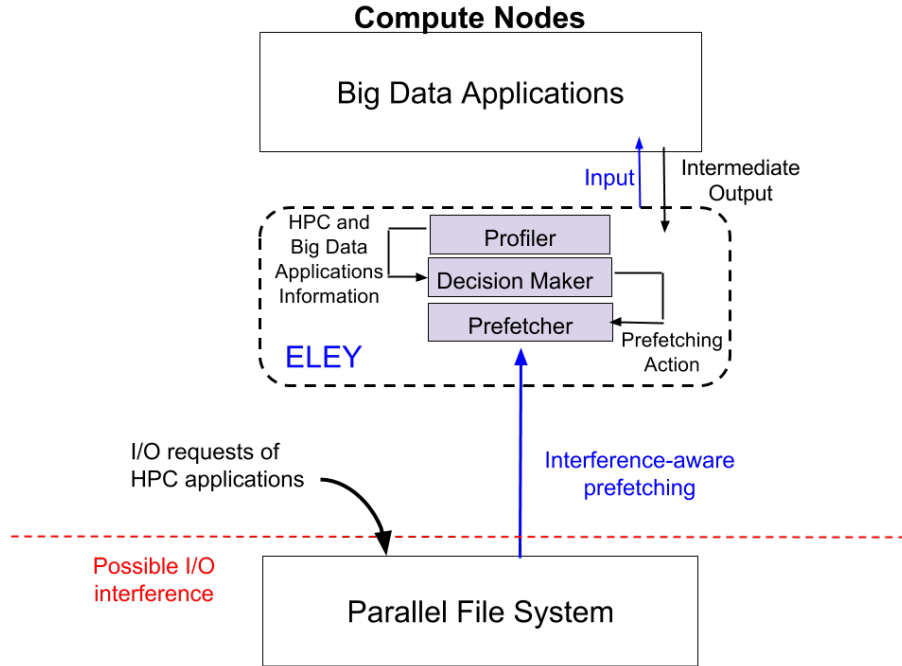 Compute Nodes
Big Data Applications
Input
Intermediate
Output
HPC and
Big Data
Applications
Information
Profiler
Decision Maker
Prefetcher
Prefetching
Action
ELEY
I/O requests of
HPC applications
Interference-aware
prefetching
Possible I/O
interference
Parallel File System